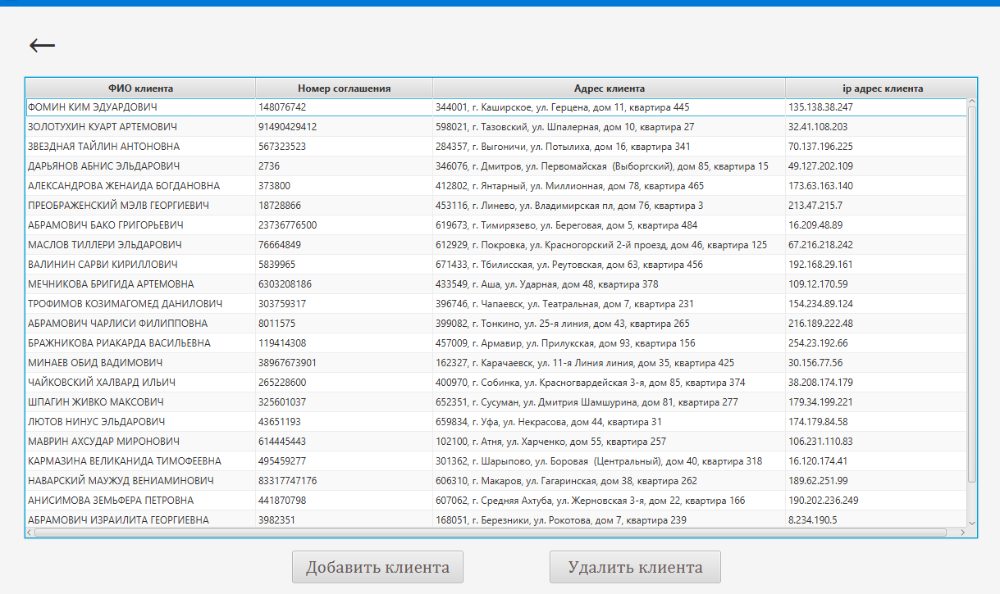 ФИО клиента Номер соглашения Адрес клиента ip адрес клиента
ФОМИН КИМ ЭДУАРДОВИЧ 148076742 344001, г. Каширское, ул. Герцена, дом 11, квартира 445 135.138.38.247
ЗОЛОТУХИН КУАРТ АРТЕМОВИЧ 91490429412 598021, г. Тазовский, ул. Шпалерная, дом 10, квартира 27 32.41.108.203
ЗВЕЗДНАЯ ТАЙЛИН АНТОНОВНА 567323523 284357, г. Выгоничи, ул. Потылиха, дом 16, квартира 341 70.137.196.225
ДАРЬЯНОВ АБНИС ЭЛЬДАРОВИЧ 2736 346076, г. Дмитров, ул. Первомайская (Выборгский), дом 85, квартира 15 49.127.202.109
АЛЕКСАНДРОВА ЖЕНАИДА БОГДАНОВНА 373800 412802, г. Янтарный, ул. Миллионная, дом 78, квартира 465 173.63.163.140
ПРЕОБРАЖЕНСКИЙ МЭЛВ ГЕОРГИЕВИЧ 18728866 453116, г. Линево, ул. Владимирская пл, дом 76, квартира 3 213.47.215.7
АБРАМОВИЧ БАКО ГРИГОРЬЕВИЧ 23736776500 619673, г. Тимирязево, ул. Береговая, дом 5, квартира 484 16.209.48.89
МАСЛОВ ТИЛЛЕРИ ЭЛЬДАРОВИЧ 76664849 612929, г. Покровка, ул. Красногорский 2-й проезд, дом 46, квартира 125 67.216.218.242
ВАЛИНИН САРВИ КИРИЛЛОВИЧ 5839965 671433, г. Тбилисская, ул. Реутовская, дом 63, квартира 456 192.168.29.161
МЕЧНИКОВА БРИГИДА АРТЕМОВНА 6303208186 433549, г. Аша, ул. Ударная, дом 48, квартира 378 109.12.170.59
ТРОФИМОВ КОЗИМАГОМЕД ДАНИЛОВИЧ 303759317 396746, г. Чапаевск, ул. Театральная, дом 7, квартира 231 154.234.89.124
АБРАМОВИЧ ЧАРЛИСИ ФИЛИППОВНА 8011575 399082, г. Тонкино, ул. 25-я линия, дом 43, квартира 265 216.189.222.48
БРАЖНИКОВА РИАКАРДА ВАСИЛЬЕВНА 119414308 457009, г. Армавир, ул. Прилукская, дом 93, квартира 156 254.23.192.66
МИНАЕВ ОБИД ВАДИМОВИЧ 38967673901 162327, г. Карачаевск, ул. 11-я Линия линия, дом 35, квартира 425 30.156.77.56
ЧАЙКОВСКИЙ ХАЛВАРД ИЛЬИЧ 265228600 400970, г. Собинка, ул. Красногвардейская 3-я, дом 85, квартира 374 38.208.174.179
ШПАГИН ЖИВКО МАКСОВИЧ 325601037 652351, г. Сусуман, ул. Дмитрия Шамшурина, дом 81, квартира 277 179.34.199.221
ЛЮТОВ НИНУС ЭЛЬДАРОВИЧ 43651193 659834, г. Уфа, ул. Некрасова, дом 44, квартира 31 174.179.84.58
МАВРИН АХСУДАР МИРОНОВИЧ 614445443 102100, г. Атня, ул. Харченко, дом 55, квартира 257 106.231.110.83
КАРМАЗИНА ВЕЛИКАНИДА ТИМОФЕЕВНА 495459277 301362, г. Шарыпово, ул. Боровая (Центральный), дом 40, квартира 318 16.120.174.41
НАВАРСКИЙ МАУЖУД ВЕНИАМИНОВИЧ 83317747176 606310, г. Макаров, ул. Гагаринская, дом 38, квартира 262 189.62.251.99
АНИСИМОВА ЗЕМЬФЕРА ПЕТРОВНА 441870798 607062, г. Средняя Ахтуба, ул. Жерновская 3-я, дом 22, квартира 166 190.202.236.249
АБРАМОВИЧ ИЗРАИЛИТА ГЕОРГИЕВНА 3982351 168051, г. Березники, ул. Рокотова, дом 7, квартира 239 8.234.190.5
Добавить клиента Удалить клиента